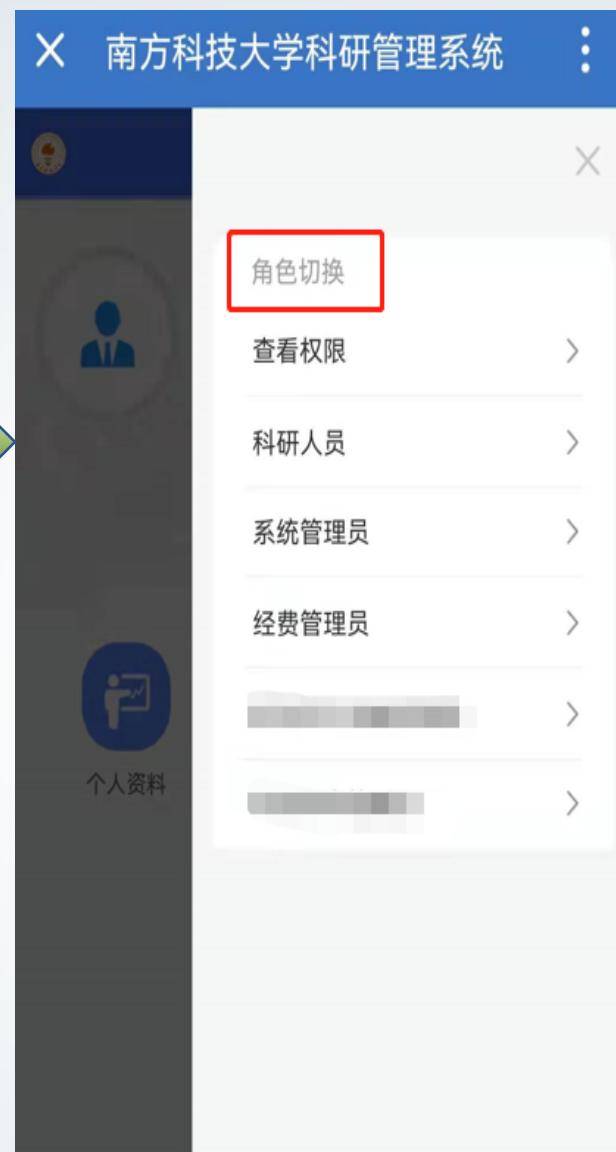 南方科技大学科研管理系统
角色切换
查看权限
科研人员
系统管理员
经费管理员
个人资料